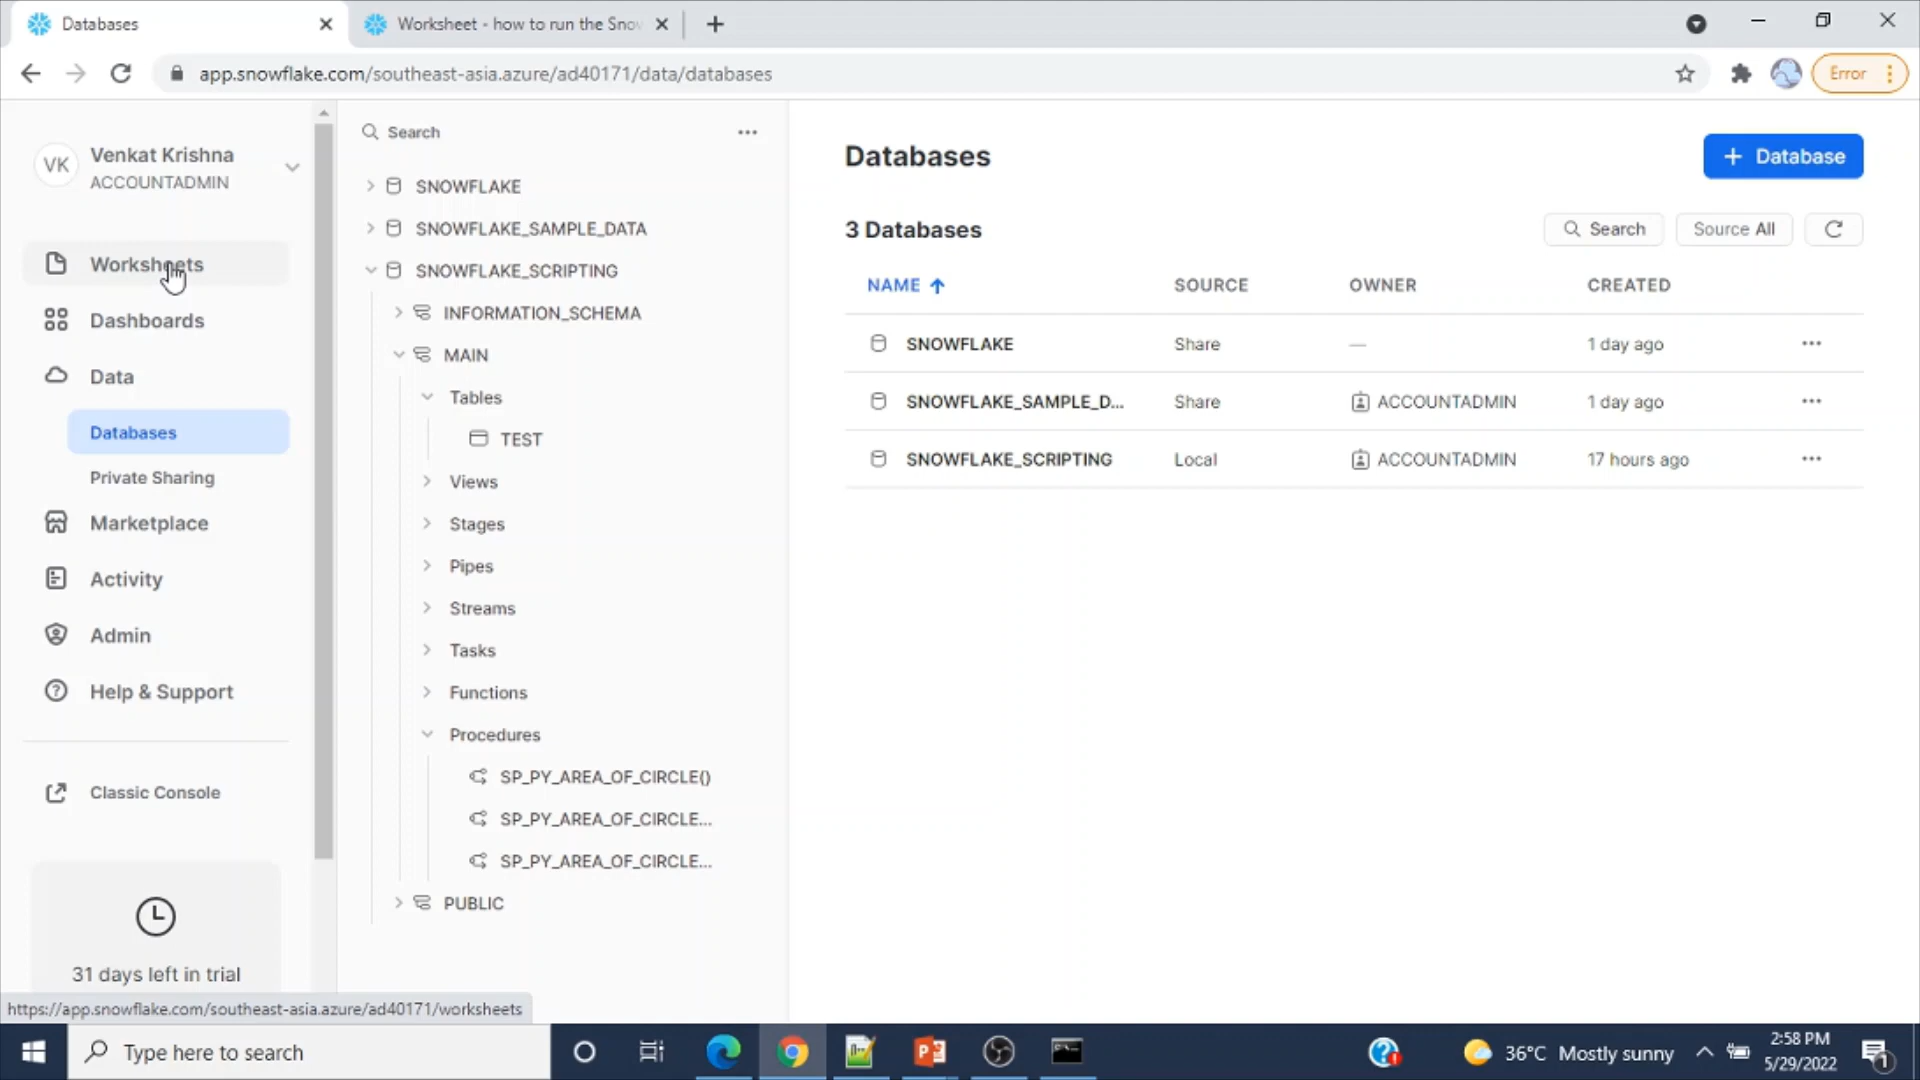 Databases
Worksheet - how to run the Snow
app.snowflake.com/southeast-asia.azure/ad40171/data/databases
Error
VK
Venkat Krishna
ACCOUNTADMIN
Worksheets
Dashboards
Data
Databases
Private Sharing
Marketplace
Activity
Admin
Help & Support
Classic Console
31 days left in trial
https://app.snowflake.com/southeast-asia.azure/ad40171/worksheets
Search
SNOWFLAKE
SNOWFLAKE_SAMPLE_DATA
SNOWFLAKE_SCRIPTING
INFORMATION_SCHEMA
MAIN
Tables
TEST
Views
Stages
Pipes
Streams
Tasks
Functions
Procedures
SP_PY_AREA_OF_CIRCLE()
SP_PY_AREA_OF_CIRCLE...
SP_PY_AREA_OF_CIRCLE...
PUBLIC
Databases
+ Database
3 Databases
Search
Source All
NAME SOURCE OWNER CREATED
SNOWFLAKE Share — 1 day ago
SNOWFLAKE_SAMPLE_D... Share ACCOUNTADMIN 1 day ago
SNOWFLAKE_SCRIPTING Local ACCOUNTADMIN 17 hours ago
Type here to search
36°C Mostly sunny
2:58 PM
5/29/2022
1